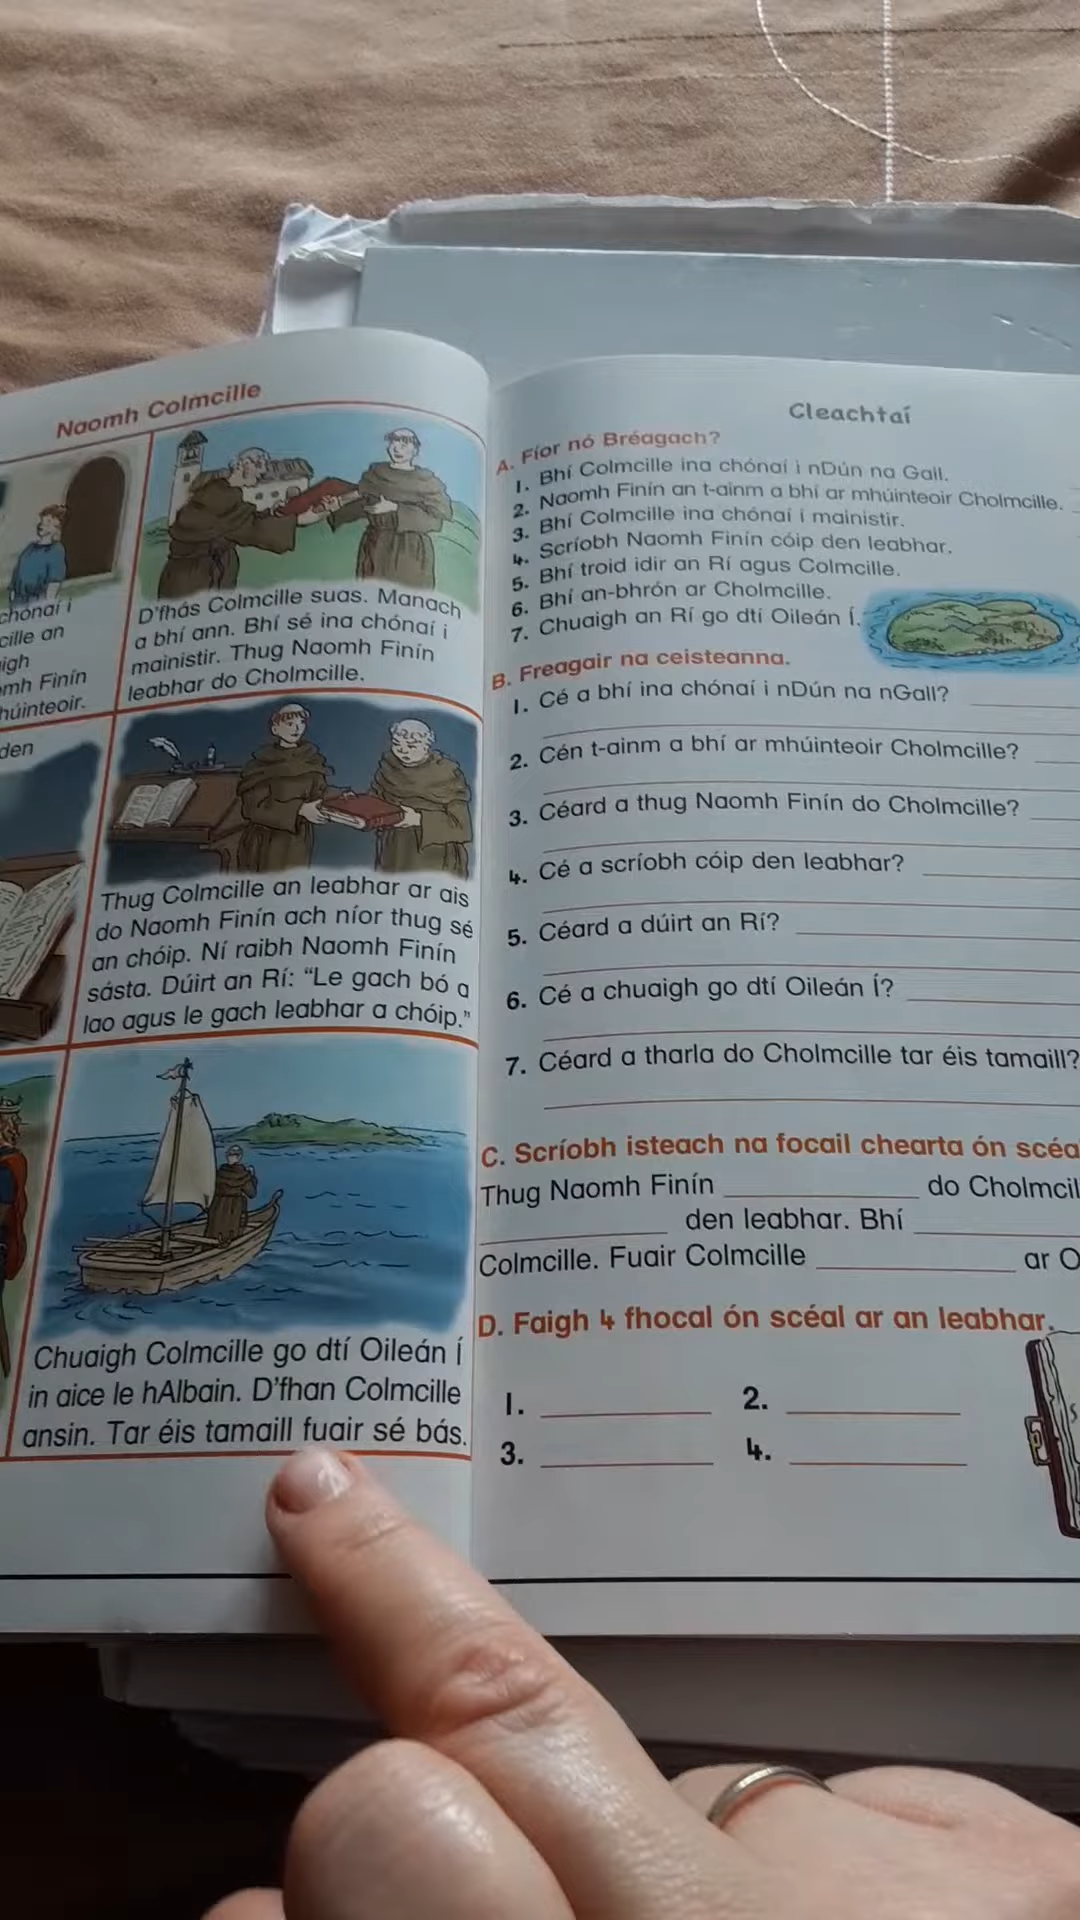 Naomh Colmcille
chónaí i
cille an
igh
mh Finín
húinteoir.
D'fhás Colmcille suas. Manach
a bhí ann. Bhí sé ina chónaí i
mainistir. Thug Naomh Finín
leabhar do Cholmcille.
den
Thug Colmcille an leabhar ar ais
do Naomh Finín ach níor thug sé
an chóip. Ní raibh Naomh Finín
sásta. Dúirt an Rí: “Le gach bó a
lao agus le gach leabhar a chóip.”
Chuaigh Colmcille go dtí Oileán Í
in aice le hAlbain. D'fhan Colmcille
ansin. Tar éis tamaill fuair sé bás.
Cleachtaí
A. Fíor nó Bréagach?
1. Bhí Colmcille ina chónaí i nDún na Gall.
2. Naomh Finín an t-ainm a bhí ar mhúinteoir Cholmcille.
3. Bhí Colmcille ina chónaí i mainistir.
4. Scríobh Naomh Finín cóip den leabhar.
5. Bhí troid idir an Rí agus Colmcille.
6. Bhí an-bhrón ar Cholmcille.
7. Chuaigh an Rí go dtí Oileán Í.
B. Freagair na ceisteanna.
1. Cé a bhí ina chónaí i nDún na nGall?
2. Cén t-ainm a bhí ar mhúinteoir Cholmcille?
3. Céard a thug Naomh Finín do Cholmcille?
4. Cé a scríobh cóip den leabhar?
5. Céard a dúirt an Rí?
6. Cé a chuaigh go dtí Oileán Í?
7. Céard a tharla do Cholmcille tar éis tamaill?
C. Scríobh isteach na focail chearta ón scéa
Thug Naomh Finín ____ do Cholmcil
____ den leabhar. Bhí ____
Colmcille. Fuair Colmcille ____ ar O
D. Faigh 4 fhocal ón scéal ar an leabhar.
1. ____ 2. ____
3. ____ 4. ____